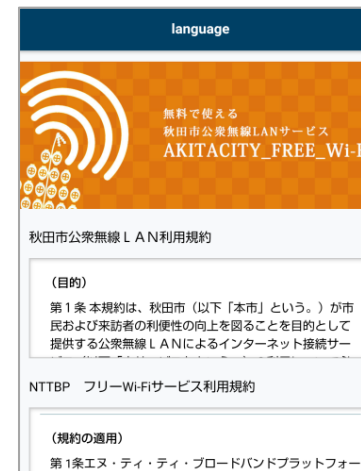 language
無料で使える
秋田市公衆無線LANサービス
AKITACITY_FREE_Wi-F
秋田市公衆無線ＬＡＮ利用規約
（目的）
第１条 本規約は、秋田市（以下「本市」という。）が市
民および来訪者の利便性の向上を図ることを目的として
提供する公衆無線ＬＡＮによるインターネット接続サー
NTTBP　フリーWi-Fiサービス利用規約
（規約の適用）
第 1条エヌ・ティ・ティ・ブロードバンドプラットフォー